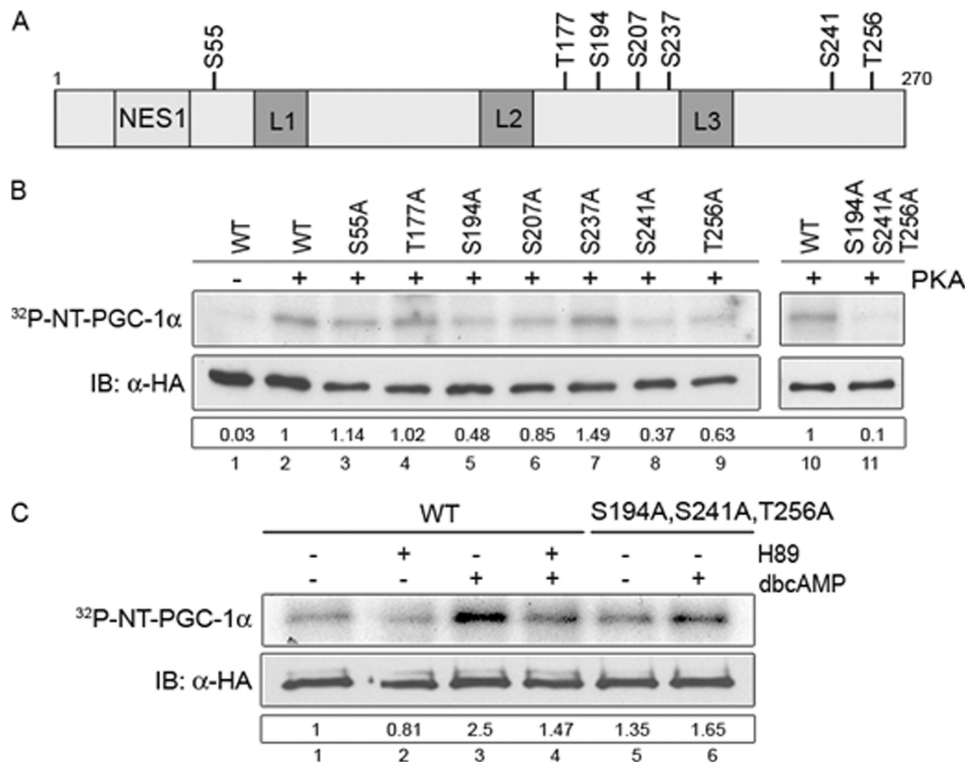 A
S55 T177 S194 S207 S237 S241 T256
1 270
NES1 L1 L2 L3
B
WT WT S55A T177A S194A S207A S237A S241A T256A WT S194A S241A T256A
- + + + + + + + + + + PKA
³²P-NT-PGC-1α
IB: α-HA
0.03 1 1.14 1.02 0.48 0.85 1.49 0.37 0.63 1 0.1
1 2 3 4 5 6 7 8 9 10 11
C
WT S194A,S241A,T256A
- + - + - - H89
- - + + - + dbcAMP
³²P-NT-PGC-1α
IB: α-HA
1 0.81 2.5 1.47 1.35 1.65
1 2 3 4 5 6